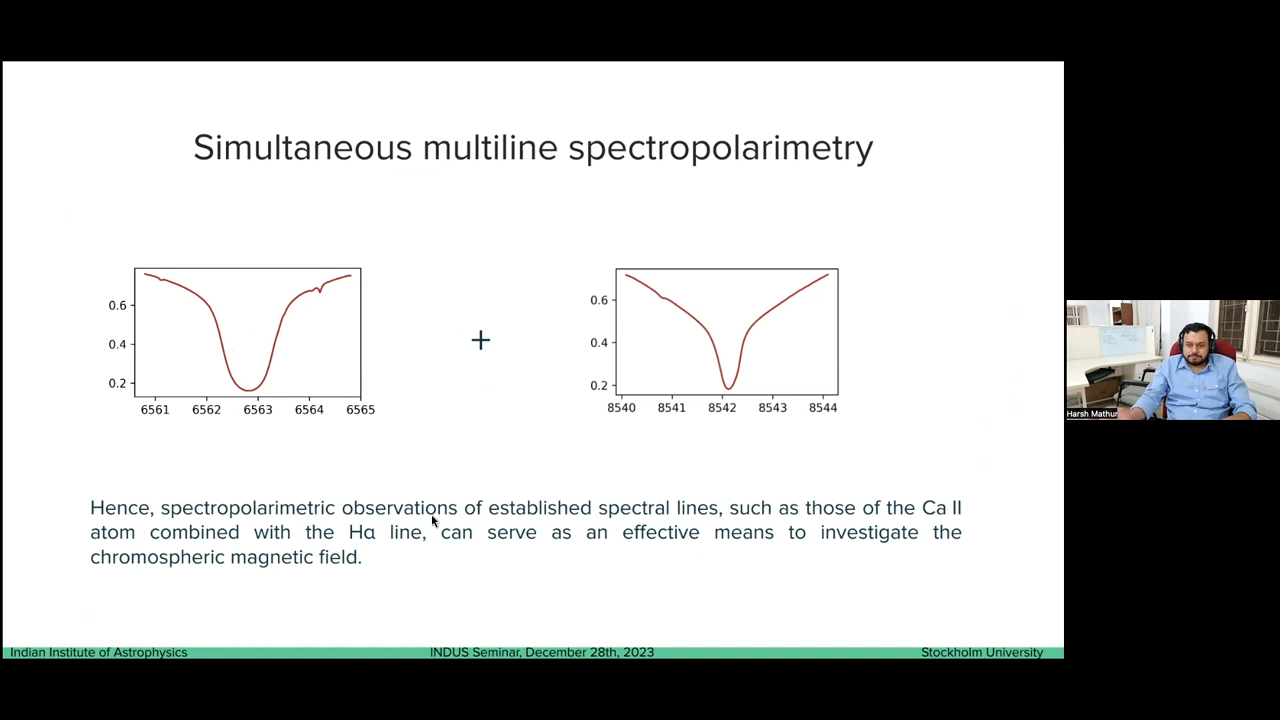 Simultaneous multiline spectropolarimetry
0.6
0.4
0.2
6561 6562 6563 6564 6565
+
0.6
0.4
0.2
8540 8541 8542 8543 8544
Hence, spectropolarimetric observations of established spectral lines, such as those of the Ca II
atom combined with the Hα line, can serve as an effective means to investigate the
chromospheric magnetic field.
Indian Institute of Astrophysics
INDUS Seminar, December 28th, 2023
Stockholm University
Harsh Mathur